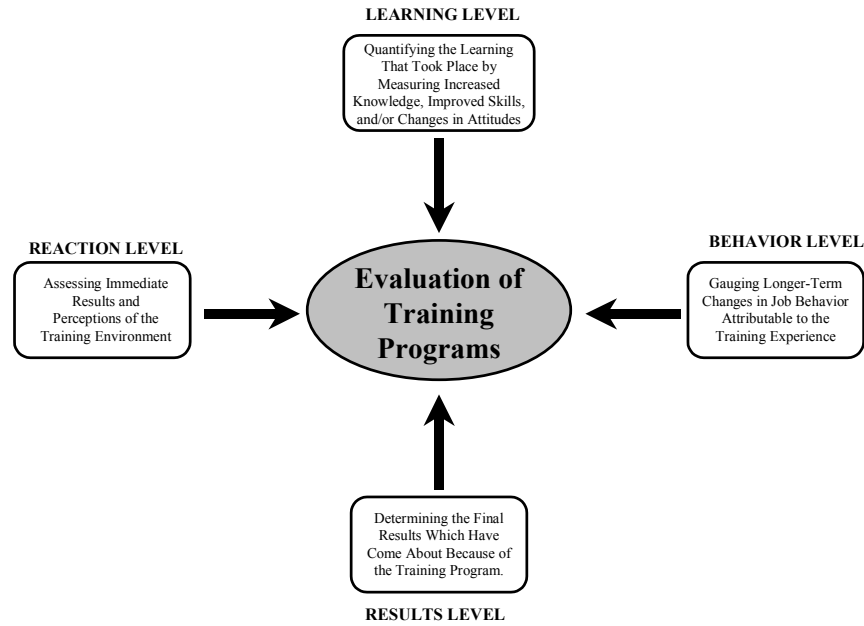 LEARNING LEVEL
Quantifying the Learning
That Took Place by
Measuring Increased
Knowledge, Improved Skills,
and/or Changes in Attitudes
REACTION LEVEL
Assessing Immediate
Results and
Perceptions of the
Training Environment
Evaluation of
Training
Programs
BEHAVIOR LEVEL
Gauging Longer-Term
Changes in Job Behavior
Attributable to the
Training Experience
Determining the Final
Results Which Have
Come About Because of
the Training Program.
RESULTS LEVEL